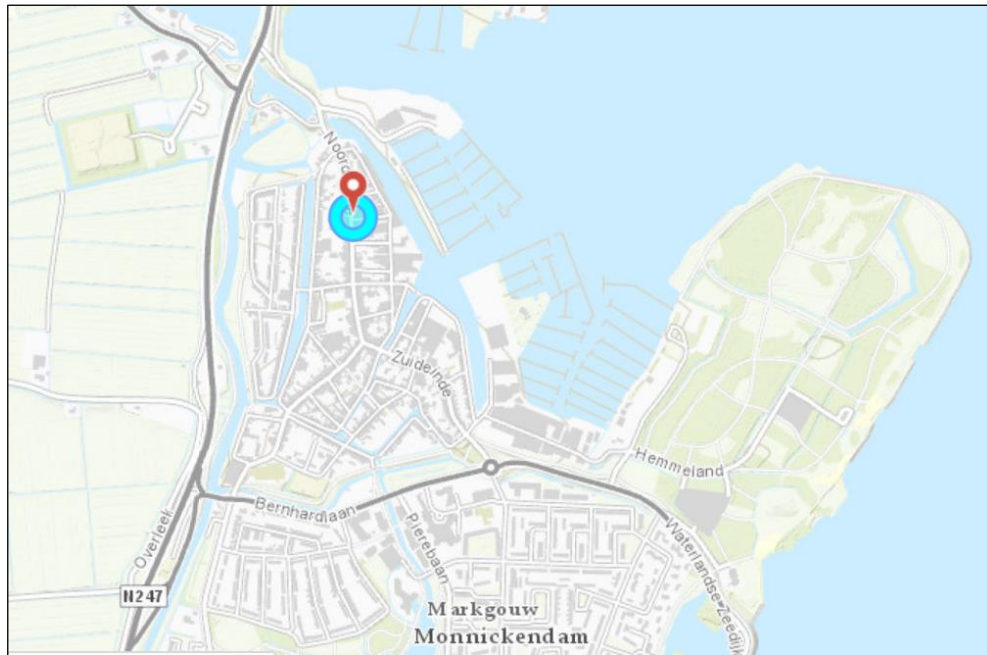 Noord
Zuideinde
Hemmeland
Bernhardlaan
Pierebaan
Overleek
Waterlandse-Zeedijk
N247
Markgouw
Monnickendam